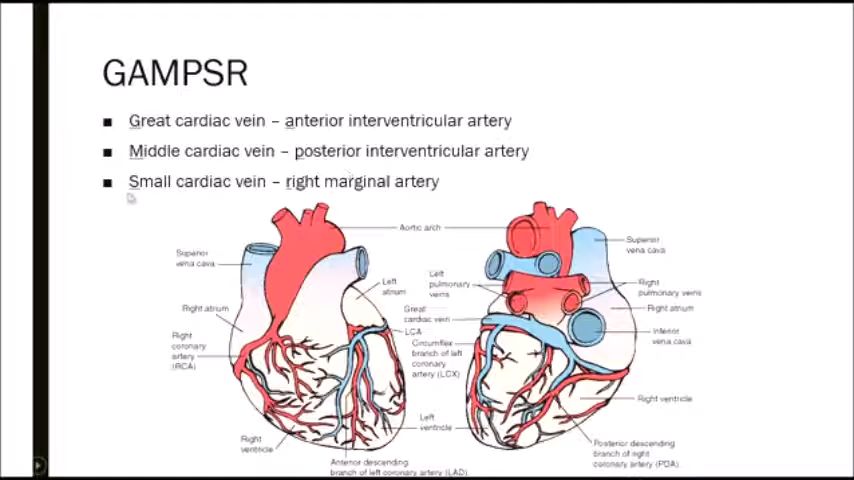 GAMPSR
■ Great cardiac vein – anterior interventricular artery
■ Middle cardiac vein – posterior interventricular artery
■ Small cardiac vein – right marginal artery
Aortic arch
Superior
vena cava
Left
atrium
Right atrium
Right
coronary
artery
(RCA)
Right
ventricle
Anterior descending
branch of left coronary artery (LAD).
Left
pulmonary
veins
Great
cardiac vein
LCA
Circumflex
branch of left
coronary
artery (LCX)
Left
ventricle
Superior
vena cava
Right
pulmonary veins
Right atrium
Inferior
vena cava
Right ventricle
Posterior descending
branch of right
coronary artery (PDA).